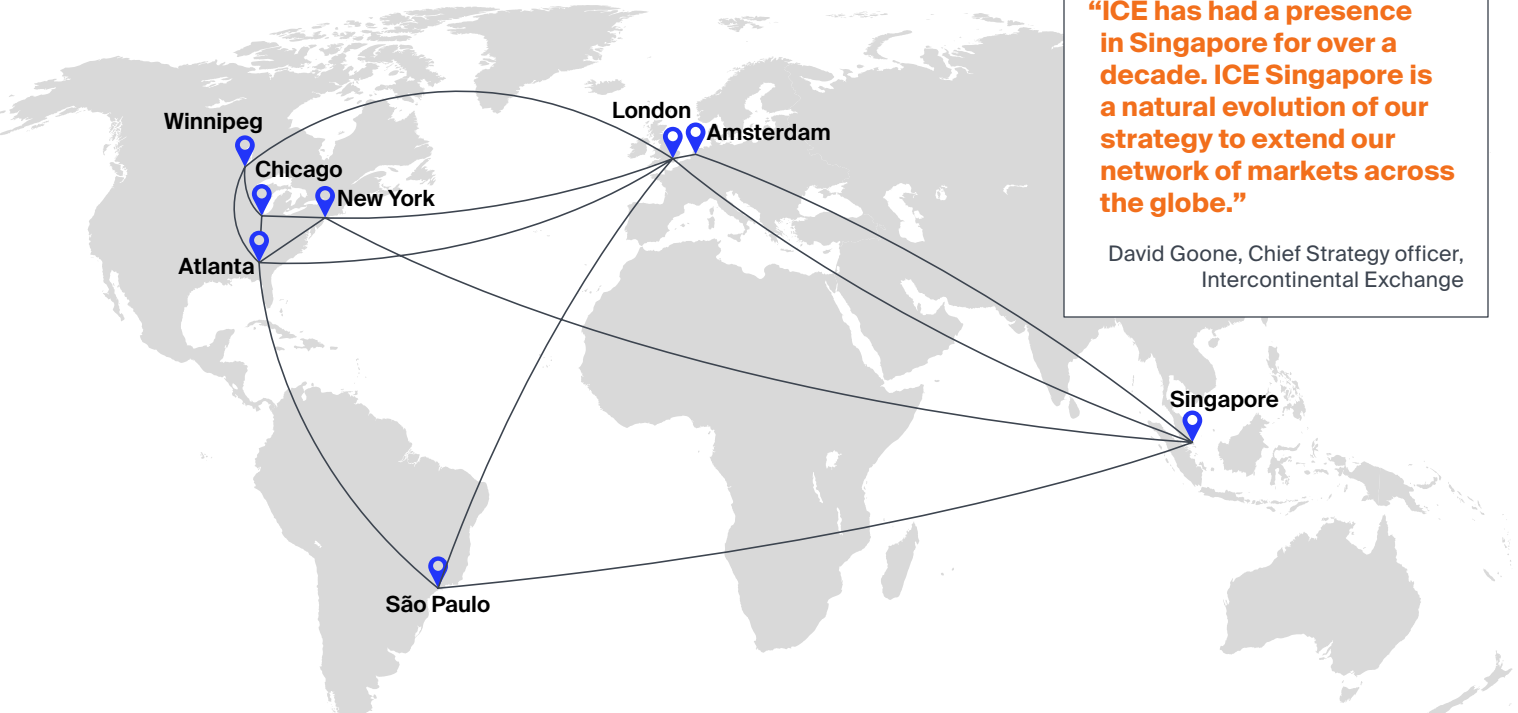 “ICE has had a presence
in Singapore for over a
decade. ICE Singapore is
a natural evolution of our
strategy to extend our
network of markets across
the globe.”
David Goone, Chief Strategy officer,
Intercontinental Exchange
London
Winnipeg
Amsterdam
Chicago
New York
Atlanta
Singapore
São Paulo